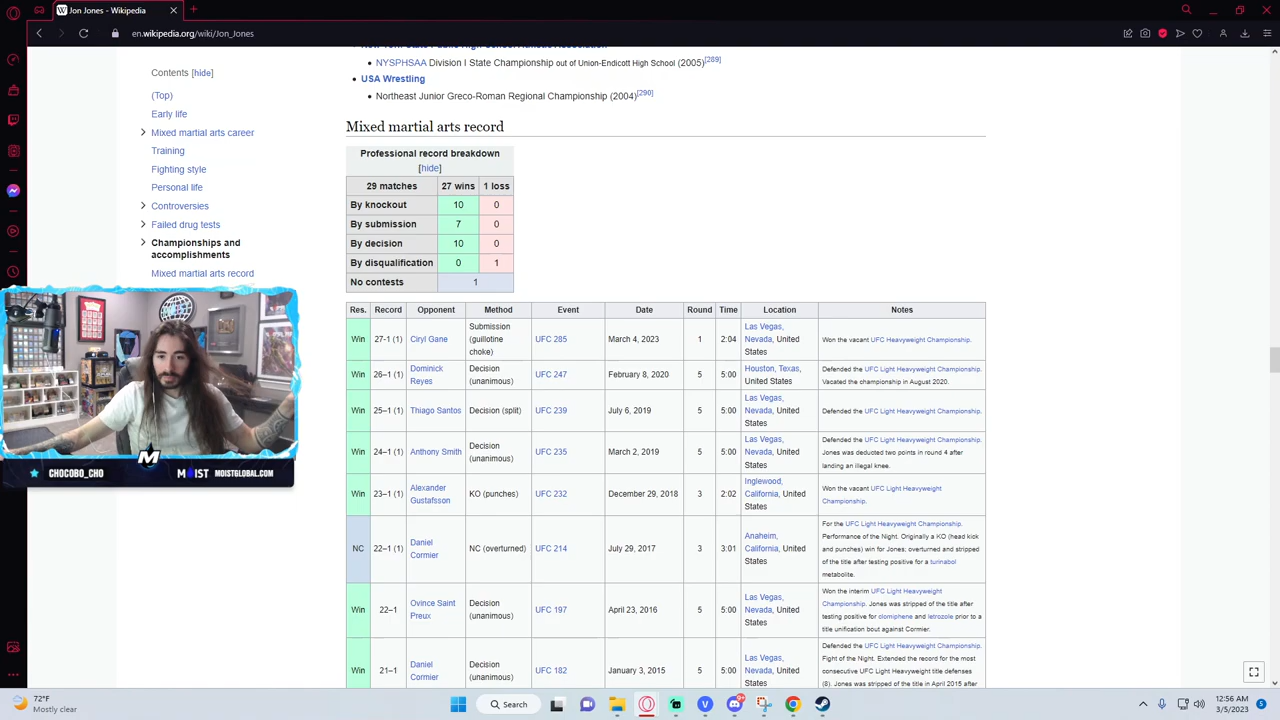 Jon Jones - Wikipedia
en.wikipedia.org/wiki/Jon_Jones
Contents [hide]
(Top)
Early life
Mixed martial arts career
Training
Fighting style
Personal life
Controversies
Failed drug tests
Championships and
accomplishments
Mixed martial arts record
NYSPHSAA Division I State Championship out of Union-Endicott High School (2005)[289]
USA Wrestling
Northeast Junior Greco-Roman Regional Championship (2004)[290]
Mixed martial arts record
Professional record breakdown
[hide]
29 matches 27 wins 1 loss
By knockout 10 0
By submission 7 0
By decision 10 0
By disqualification 0 1
No contests 1
Res. Record Opponent Method Event Date Round Time Location Notes
Win 27-1 (1) Ciryl Gane Submission (guillotine choke) UFC 285 March 4, 2023 1 2:04 Las Vegas, Nevada, United States Won the vacant UFC Heavyweight Championship.
Win 26–1 (1) Dominick Reyes Decision (unanimous) UFC 247 February 8, 2020 5 5:00 Houston, Texas, United States Defended the UFC Light Heavyweight Championship. Vacated the championship in August 2020.
Win 25–1 (1) Thiago Santos Decision (split) UFC 239 July 6, 2019 5 5:00 Las Vegas, Nevada, United States Defended the UFC Light Heavyweight Championship.
Win 24–1 (1) Anthony Smith Decision (unanimous) UFC 235 March 2, 2019 5 5:00 Las Vegas, Nevada, United States Defended the UFC Light Heavyweight Championship. Jones was deducted two points in round 4 after landing an illegal knee.
Win 23–1 (1) Alexander Gustafsson KO (punches) UFC 232 December 29, 2018 3 2:02 Inglewood, California, United States Won the vacant UFC Light Heavyweight Championship.
NC 22–1 (1) Daniel Cormier NC (overturned) UFC 214 July 29, 2017 3 3:01 Anaheim, California, United States For the UFC Light Heavyweight Championship. Performance of the Night. Originally a KO (head kick and punches) win for Jones; overturned and stripped of the title after testing positive for a turinabol metabolite.
Win 22–1 Ovince Saint Preux Decision (unanimous) UFC 197 April 23, 2016 5 5:00 Las Vegas, Nevada, United States Won the interim UFC Light Heavyweight Championship. Jones was stripped of the title after testing positive for clomiphene and letrozole prior to a title unification bout against Cormier.
Win 21–1 Daniel Cormier Decision (unanimous) UFC 182 January 3, 2015 5 5:00 Las Vegas, Nevada, United States Defended the UFC Light Heavyweight Championship. Fight of the Night. Extended the record for the most consecutive UFC Light Heavyweight title defenses (8). Jones was stripped of the title in April 2015 after
CHOCOBO_CHO M MOIST MOISTGLOBAL.COM
72°F
Mostly clear
Search
12:56 AM
3/5/2023